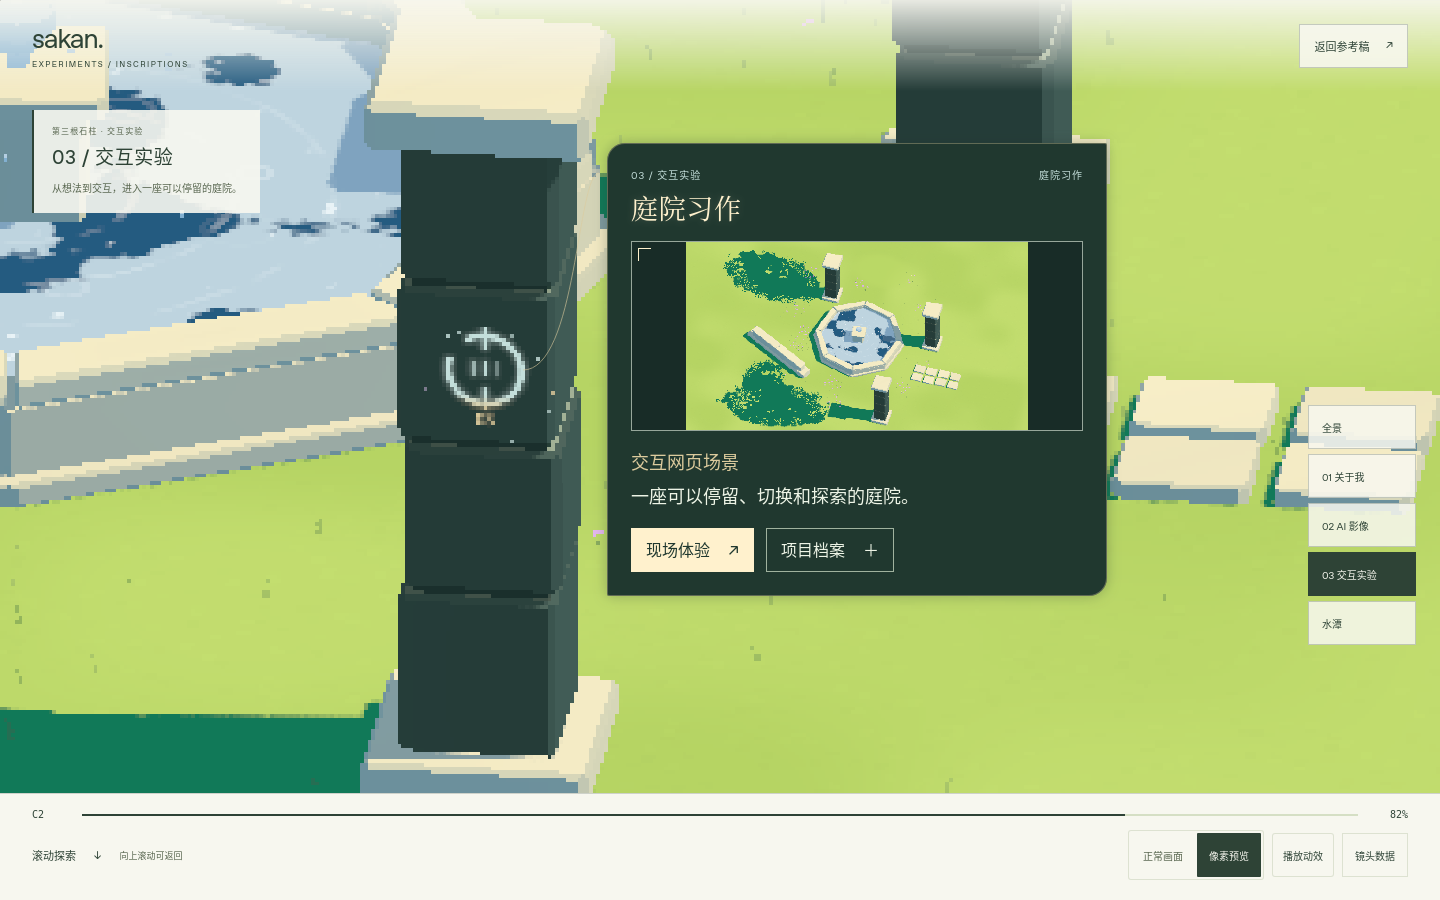 sakan.
EXPERIMENTS / INSCRIPTIONS
返回参考稿 ↗
第三根石柱 · 交互实验
03 / 交互实验
从想法到交互，进入一座可以停留的庭院。
03 / 交互实验
庭院习作
庭院习作
交互网页场景
一座可以停留、切换和探索的庭院。
现场体验 ↗
项目档案 +
全景
01 关于我
02 AI 影像
03 交互实验
水潭
C2
82%
滚动探索 ↓ 向上滚动可返回
正常画面
像素预览
播放动效
镜头数据